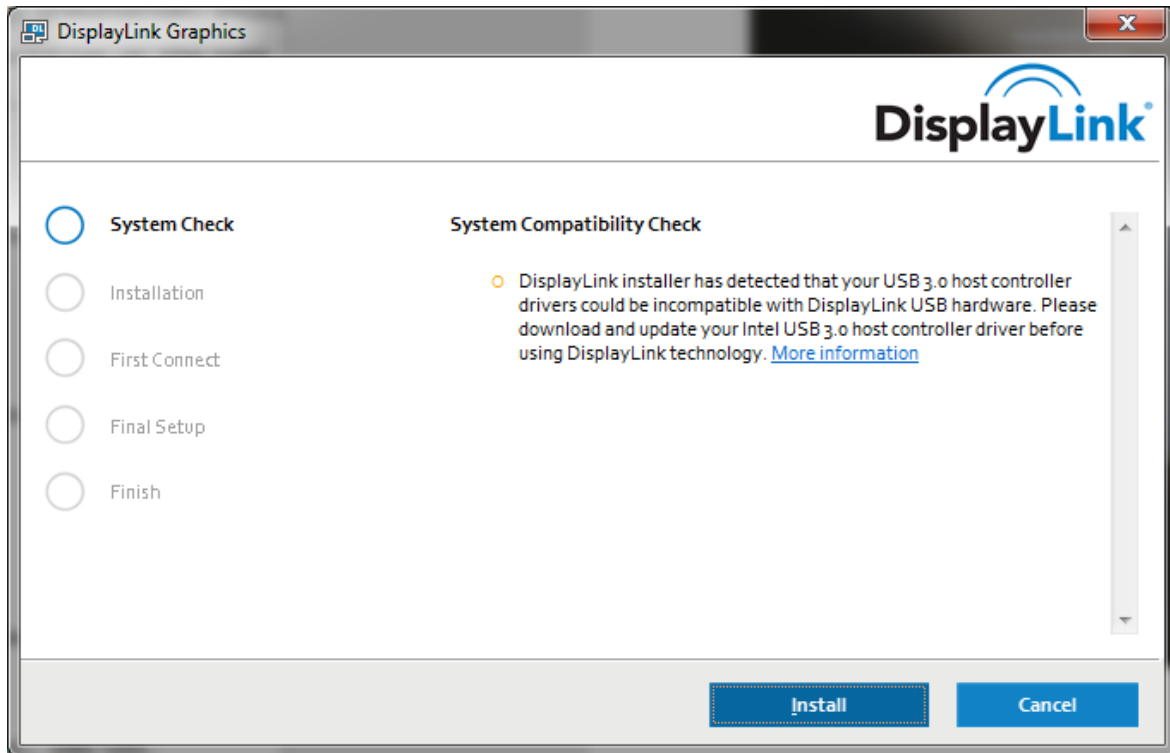 DisplayLink Graphics
DisplayLink®
System Check
Installation
First Connect
Final Setup
Finish
System Compatibility Check
DisplayLink installer has detected that your USB 3.0 host controller
drivers could be incompatible with DisplayLink USB hardware. Please
download and update your Intel USB 3.0 host controller driver before
using DisplayLink technology. More information
Install
Cancel